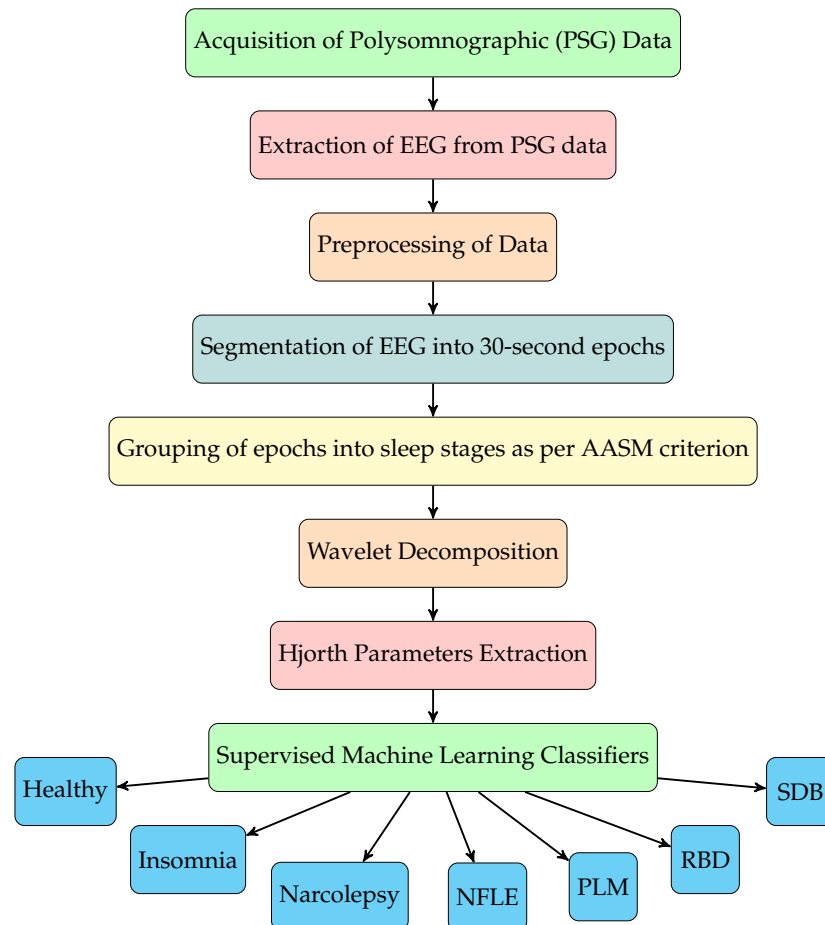 Acquisition of Polysomnographic (PSG) Data
Extraction of EEG from PSG data
Preprocessing of Data
Segmentation of EEG into 30-second epochs
Grouping of epochs into sleep stages as per AASM criterion
Wavelet Decomposition
Hjorth Parameters Extraction
Supervised Machine Learning Classifiers
Healthy
Insomnia
Narcolepsy
NFLE
PLM
RBD
SDB